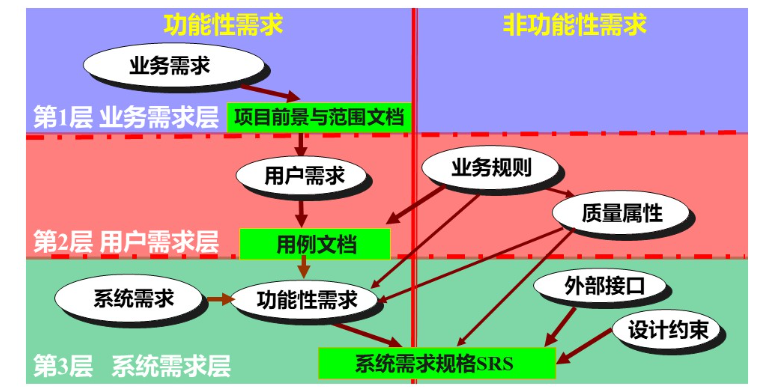 功能性需求
非功能性需求
业务需求
第1层 业务需求层
项目前景与范围文档
用户需求
业务规则
质量属性
第2层 用户需求层
用例文档
系统需求
功能性需求
外部接口
设计约束
第3层 系统需求层
系统需求规格SRS